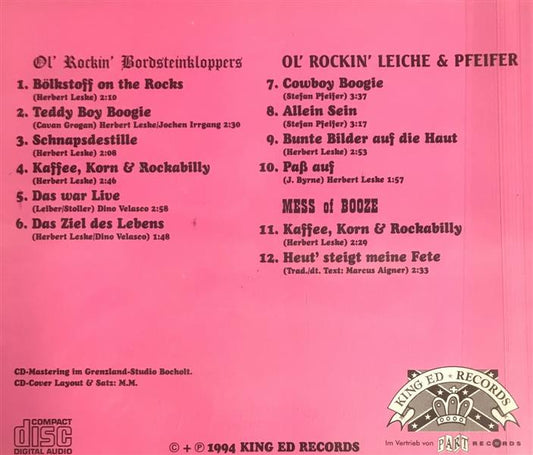 Ol' Rockin' Bordsteinkloppers
1. Bölkstoff on the Rocks
(Herbert Leske) 2:10
2. Teddy Boy Boogie
(Cavan Grogan) Herbert Leske/Jochen Irrgang 2:30
3. Schnapsdestille
(Herbert Leske) 2:08
4. Kaffee, Korn & Rockabilly
(Herbert Leske) 2:46
5. Das war Live
(Leiber/Stoller) Dino Velasco 2:58
6. Das Ziel des Lebens
(Herbert Leske/Dino Velasco) 1:48
OL' ROCKIN' LEICHE & PFEIFER
7. Cowboy Boogie
(Stefan Pfeifer) 3:37
8. Allein Sein
(Stefan Pfeifer) 3:17
9. Bunte Bilder auf die Haut
(Herbert Leske) 2:53
10. Paß auf
(J. Byrne) Herbert Leske 1:57
MESS of BOOZE
11. Kaffee, Korn & Rockabilly
(Herbert Leske) 2:29
12. Heut' steigt meine Fete
(Trad./dt. Text: Marcus Aigner) 2:33
CD-Mastering im Grenzland-Studio Bocholt.
CD-Cover Layout & Satz: M.M.
COMPACT
disc
DIGITAL AUDIO
© + ℗ 1994 KING ED RECORDS
KING ED ★ RECORDS
Im Vertrieb von PART RECORDS